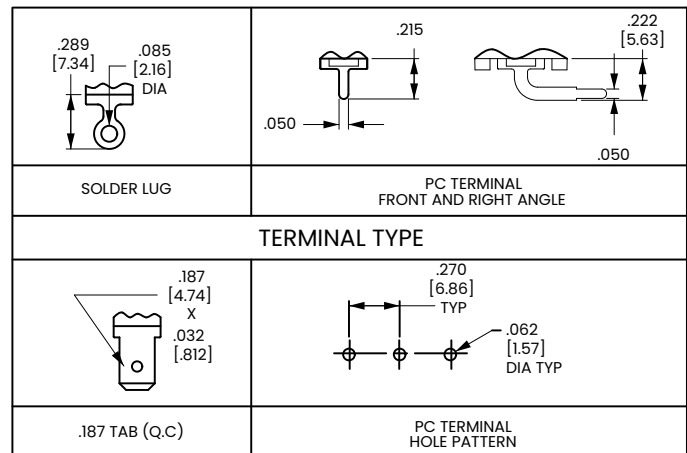 .289
[7.34]
.085
[2.16]
DIA
.215
.050
.222
[5.63]
.050
SOLDER LUG
PC TERMINAL
FRONT AND RIGHT ANGLE
TERMINAL TYPE
.187
[4.74]
X
.032
[.812]
.270
[6.86]
TYP
.062
[1.57]
DIA TYP
.187 TAB (Q.C)
PC TERMINAL
HOLE PATTERN